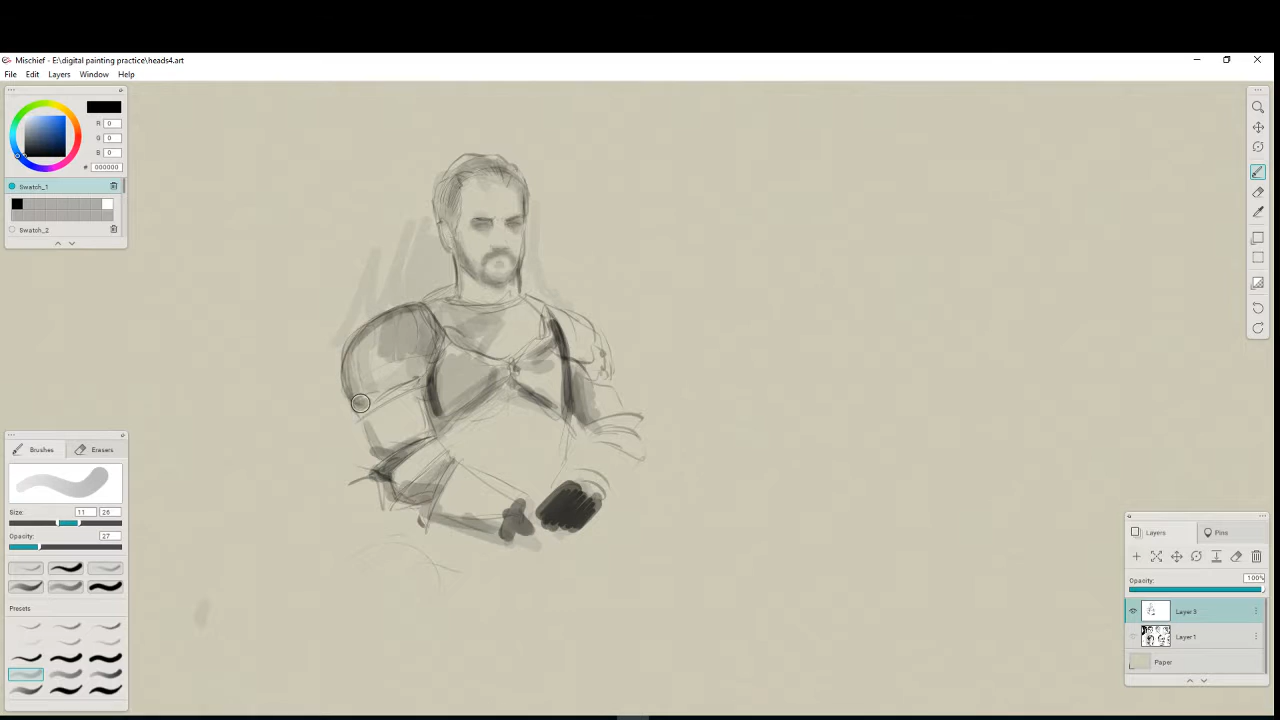 Mischief - E:\digital painting practice\heads4.art
File Edit Layers Window Help
R 0
G 0
B 0
# 000000
Swatch_1
Swatch_2
Brushes Erasers
Size: 11 26
Opacity: 27
Presets
Layers Pins
Opacity: 100%
Layer 3
Layer 1
Paper